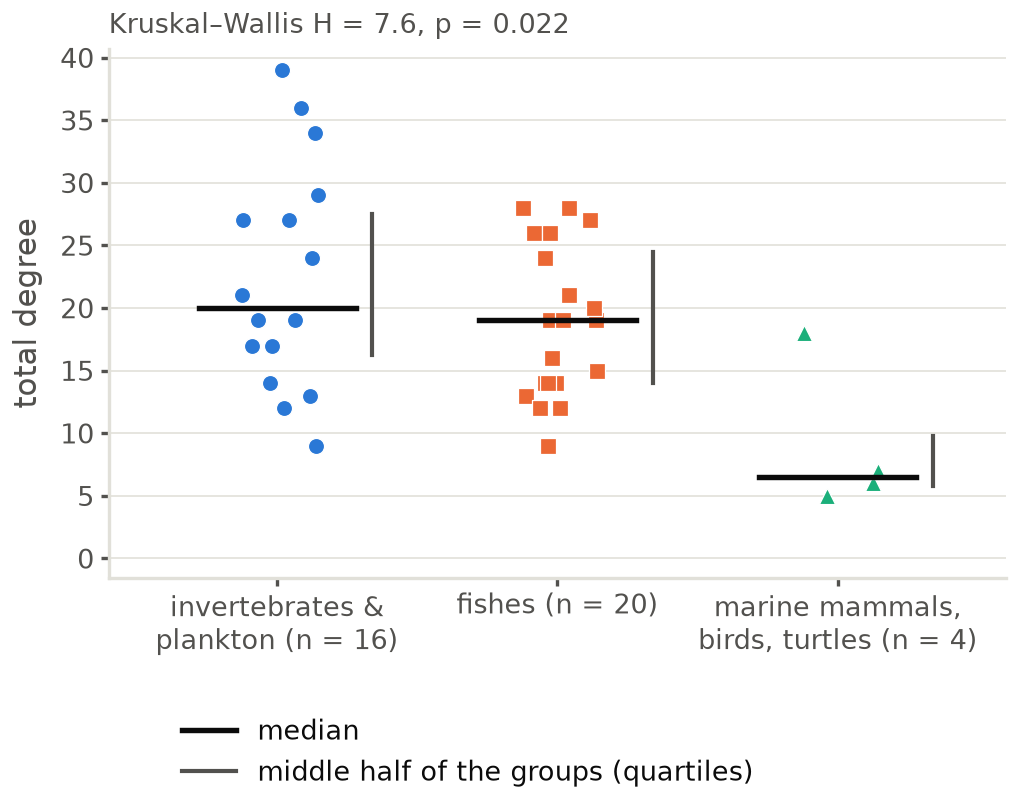 Kruskal–Wallis H = 7.6, p = 0.022
total degree
40
35
30
25
20
15
10
5
0
invertebrates &
plankton (n = 16)
fishes (n = 20)
marine mammals,
birds, turtles (n = 4)
median
middle half of the groups (quartiles)